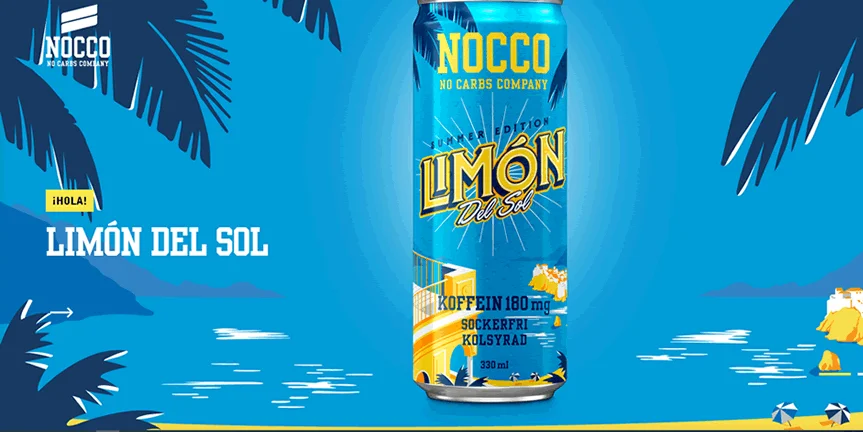 NOCCO
NO CARBS COMPANY
¡HOLA!
LIMÓN DEL SOL
NOCCO
NO CARBS COMPANY
SUMMER EDITION
LIMÓN
Del Sol
KOFFEIN 180 mg
SOCKERFRI
KOLSYRAD
330 ml